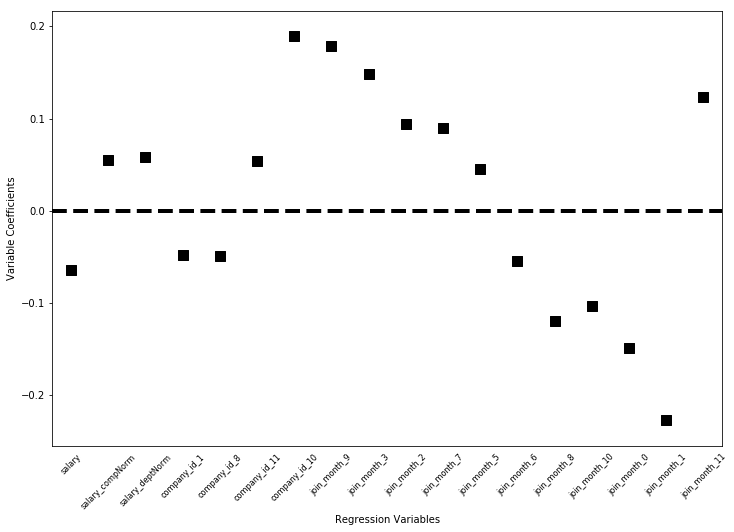 0.2
0.1
0.0
−0.1
−0.2
Variable Coefficients
salary
salary_compNorm
salary_deptNorm
company_id_1
company_id_8
company_id_11
company_id_10
join_month_9
join_month_3
join_month_2
join_month_7
join_month_5
join_month_6
join_month_8
join_month_10
join_month_0
join_month_1
join_month_11
Regression Variables